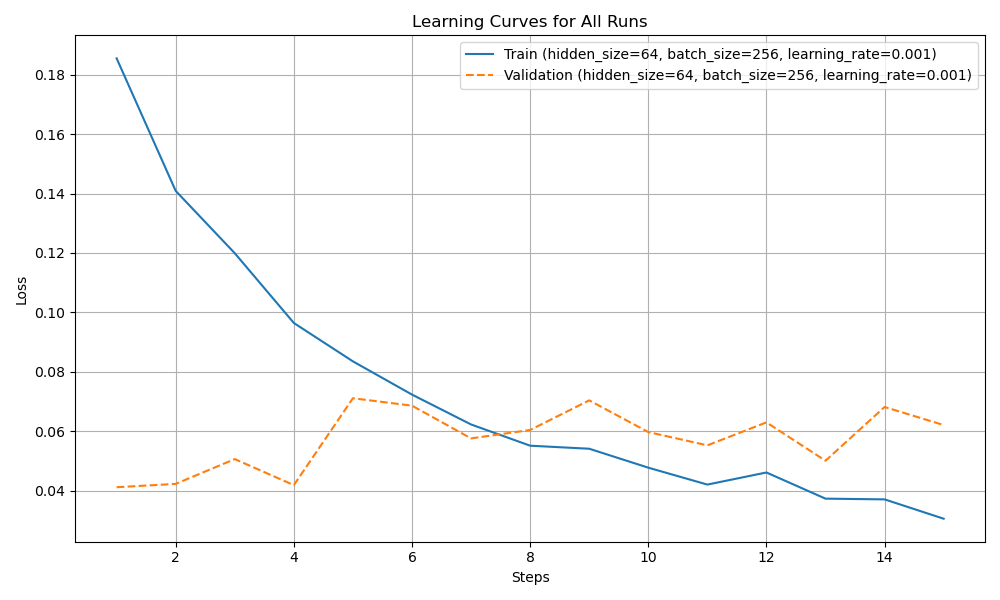 Learning Curves for All Runs
Train (hidden_size=64, batch_size=256, learning_rate=0.001)
Validation (hidden_size=64, batch_size=256, learning_rate=0.001)
0.18
0.16
0.14
0.12
0.10
0.08
0.06
0.04
Loss
2 4 6 8 10 12 14
Steps